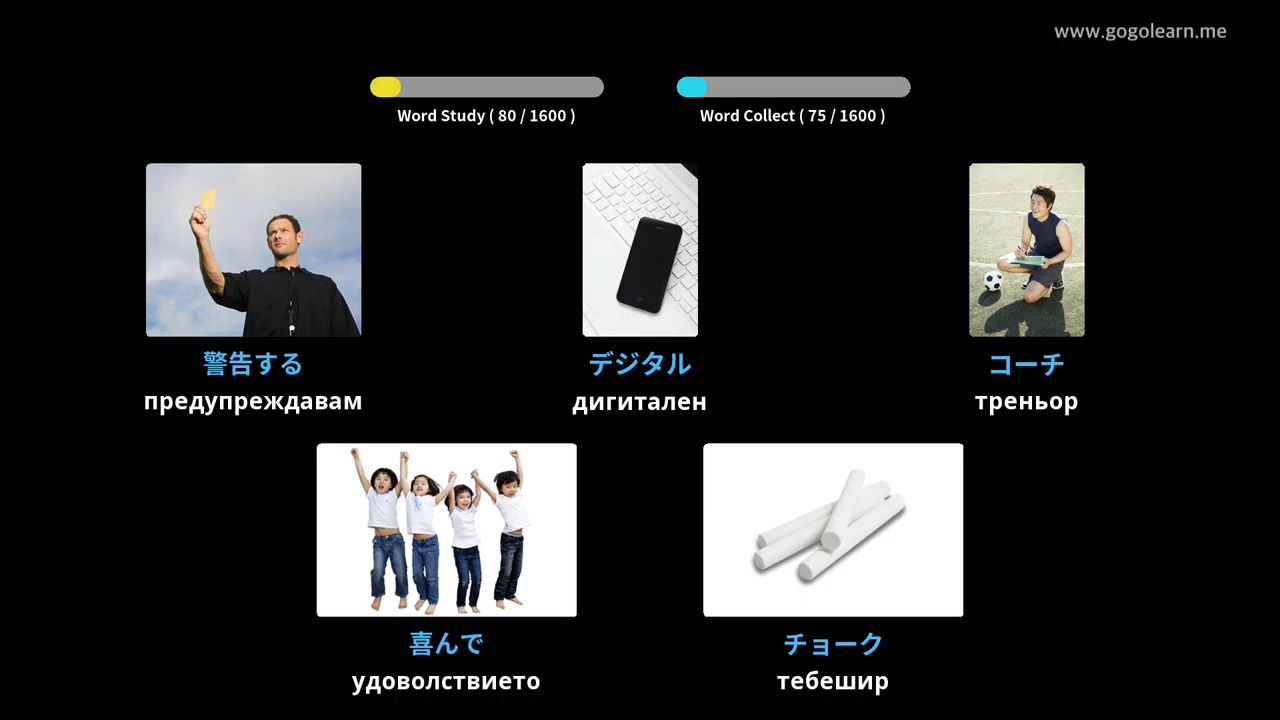 www.gogolearn.me
Word Study ( 80 / 1600 )
Word Collect ( 75 / 1600 )
警告する
デジタル
コーチ
предупреждавам
дигитален
треньор
喜んで
チョーク
удоволствието
тебешир